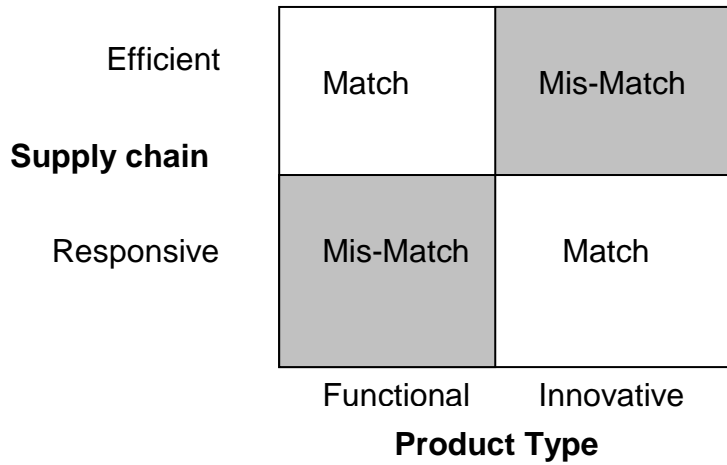 Efficient
Match
Mis-Match
Supply chain
Responsive
Mis-Match
Match
Functional
Innovative
Product Type